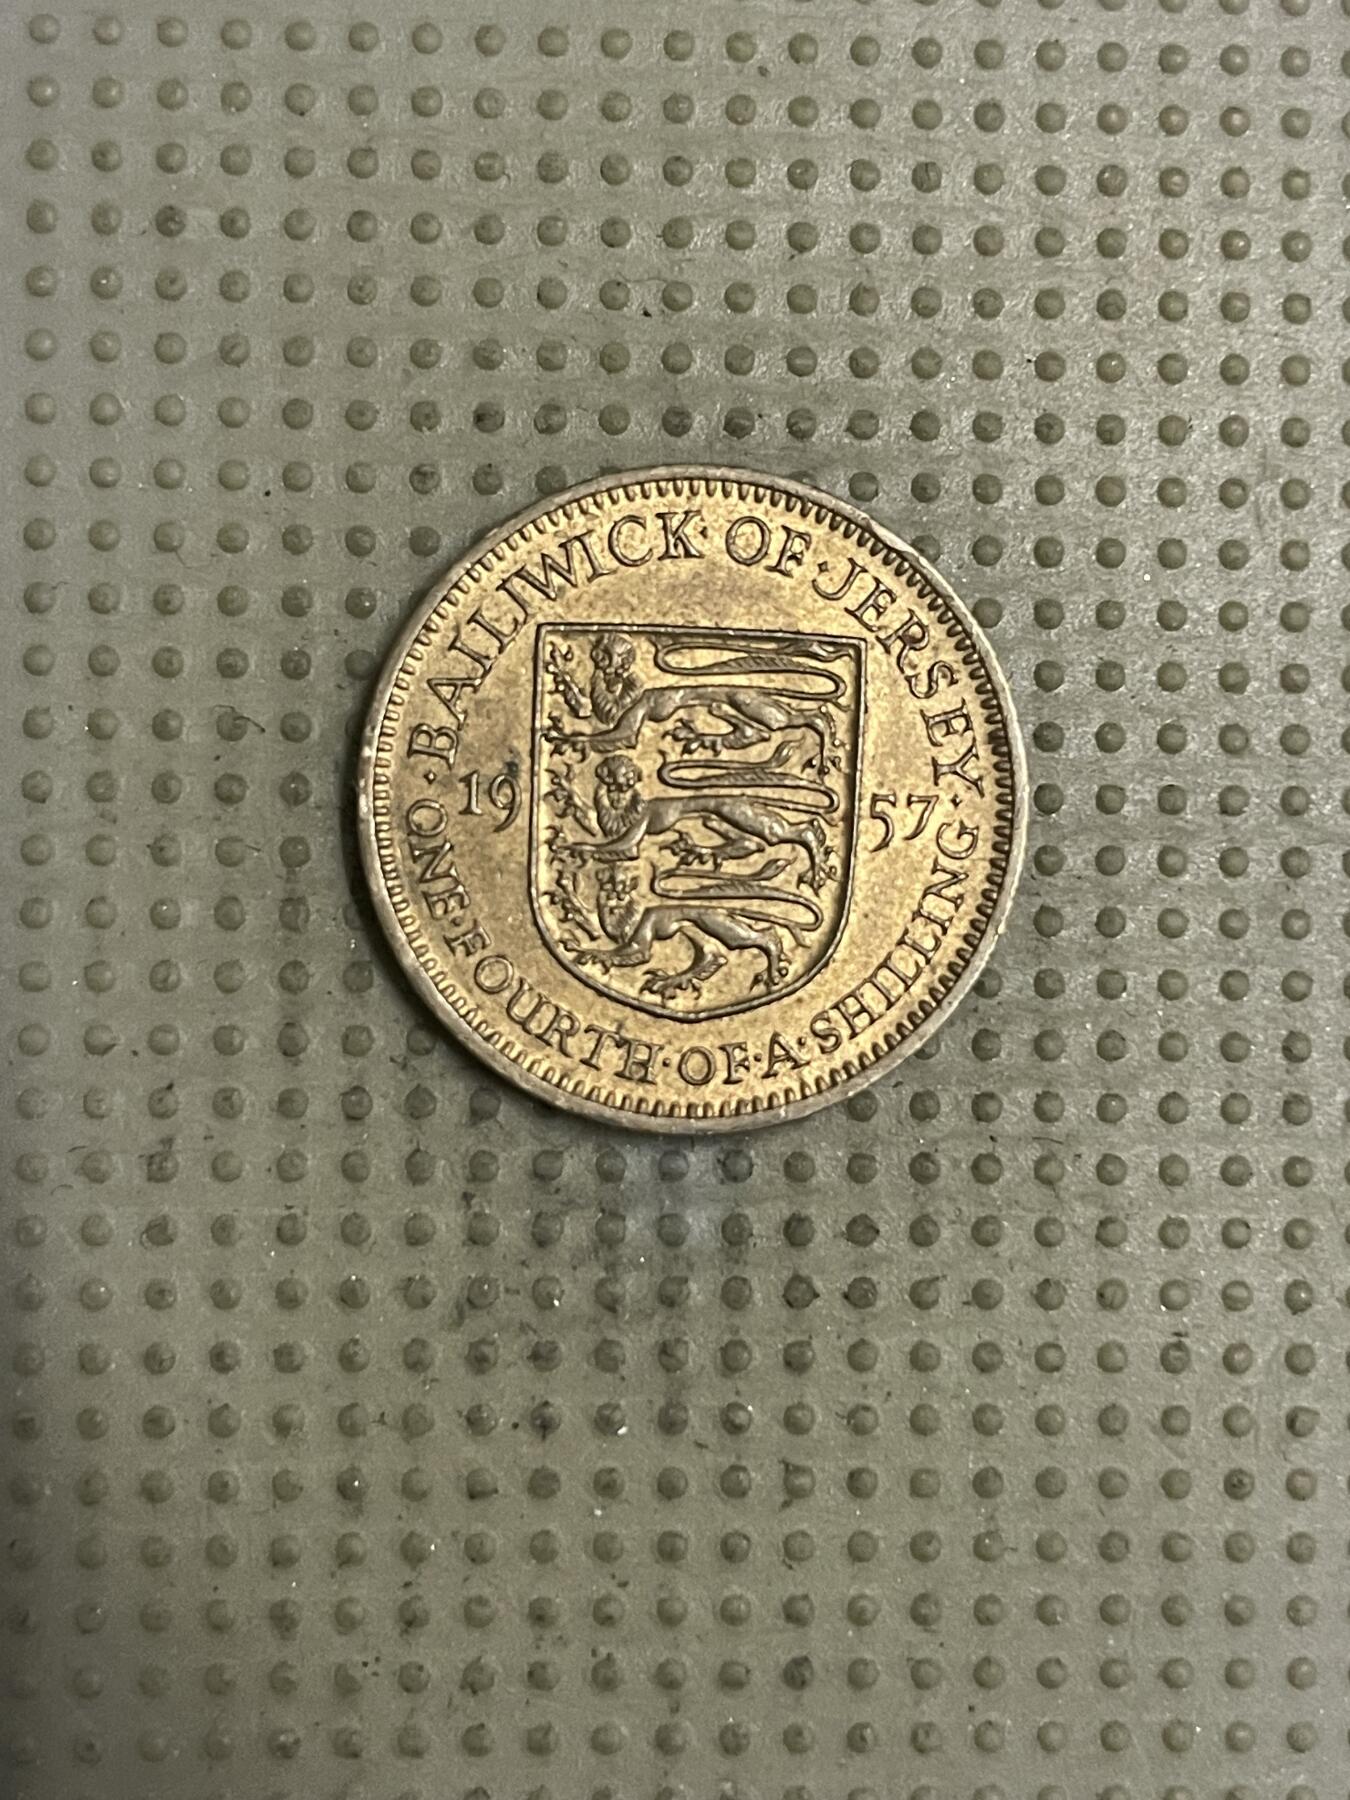 ·BAILIWICK·OF·JERSEY·
19 57
ONE·FOURTH·OF·A·SHILLING